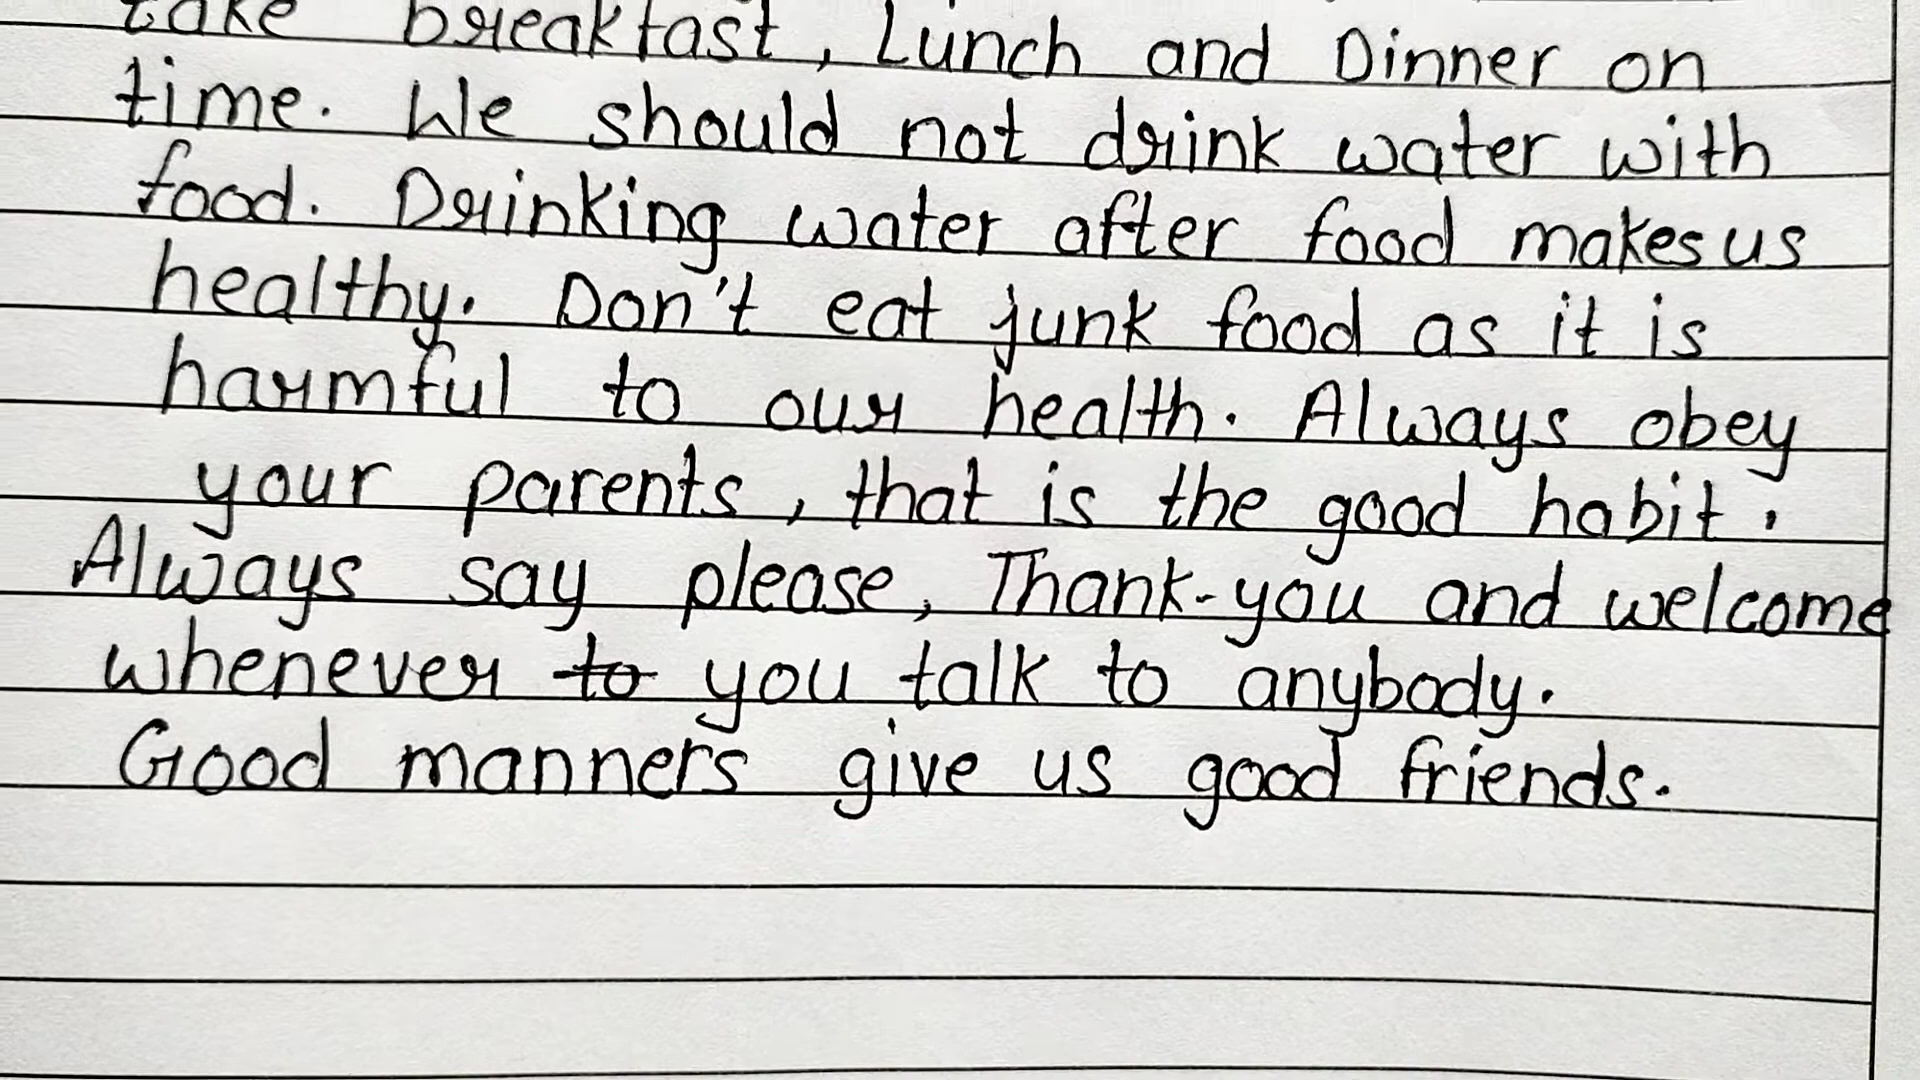 take breakfast, Lunch and Dinner on
time. We should not drink water with
food. Drinking water after food makes us
healthy. Don't eat junk food as it is
harmful to our health. Always obey
your parents, that is the good habit.
Always say please, Thank-you and welcome
whenever to you talk to anybody.
Good manners give us good friends.